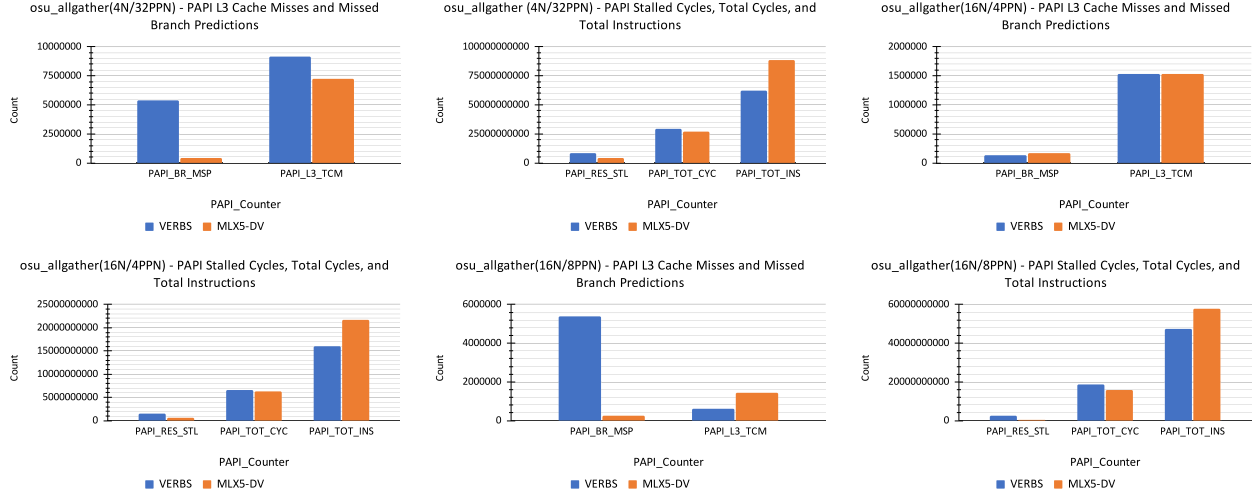 osu_allgather(4N/32PPN) - PAPI L3 Cache Misses and Missed
Branch Predictions
10000000
7500000
5000000
2500000
0
Count
PAPI_BR_MSP
PAPI_L3_TCM
PAPI_Counter
VERBS
MLX5-DV
osu_allgather (4N/32PPN) - PAPI Stalled Cycles, Total Cycles, and
Total Instructions
100000000000
75000000000
50000000000
25000000000
0
Count
PAPI_RES_STL
PAPI_TOT_CYC
PAPI_TOT_INS
PAPI_Counter
VERBS
MLX5-DV
osu_allgather(16N/4PPN) - PAPI L3 Cache Misses and Missed
Branch Predictions
2000000
1500000
1000000
500000
0
Count
PAPI_BR_MSP
PAPI_L3_TCM
PAPI_Counter
VERBS
MLX5-DV
osu_allgather(16N/4PPN) - PAPI Stalled Cycles, Total Cycles, and
Total Instructions
25000000000
20000000000
15000000000
10000000000
5000000000
0
Count
PAPI_RES_STL
PAPI_TOT_CYC
PAPI_TOT_INS
PAPI_Counter
VERBS
MLX5-DV
osu_allgather(16N/8PPN) - PAPI L3 Cache Misses and Missed
Branch Predictions
6000000
4000000
2000000
0
Count
PAPI_BR_MSP
PAPI_L3_TCM
PAPI_Counter
VERBS
MLX5-DV
osu_allgather(16N/8PPN) - PAPI Stalled Cycles, Total Cycles, and
Total Instructions
60000000000
40000000000
20000000000
0
Count
PAPI_RES_STL
PAPI_TOT_CYC
PAPI_TOT_INS
PAPI_Counter
VERBS
MLX5-DV